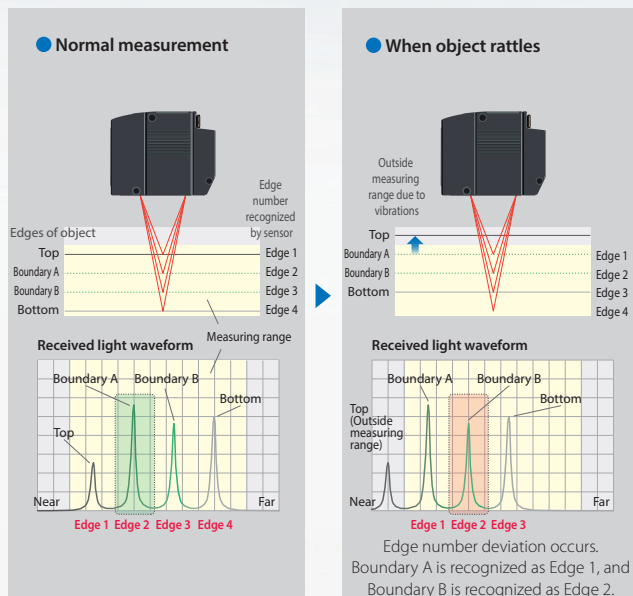 Normal measurement
Edge
number
recognized
by sensor
Edges of object
Top
Edge 1
Boundary A
Edge 2
Boundary B
Edge 3
Bottom
Edge 4
Measuring range
Received light waveform
Boundary A
Boundary B
Bottom
Top
Near
Far
Edge 1 Edge 2 Edge 3 Edge 4
When object rattles
Outside
measuring
range due to
vibrations
Top
Boundary A
Edge 1
Boundary B
Edge 2
Bottom
Edge 3
Edge 4
Received light waveform
Boundary A
Boundary B
Bottom
Top
(Outside
measuring
range)
Near
Far
Edge 1 Edge 2 Edge 3
Edge number deviation occurs.
Boundary A is recognized as Edge 1, and
Boundary B is recognized as Edge 2.